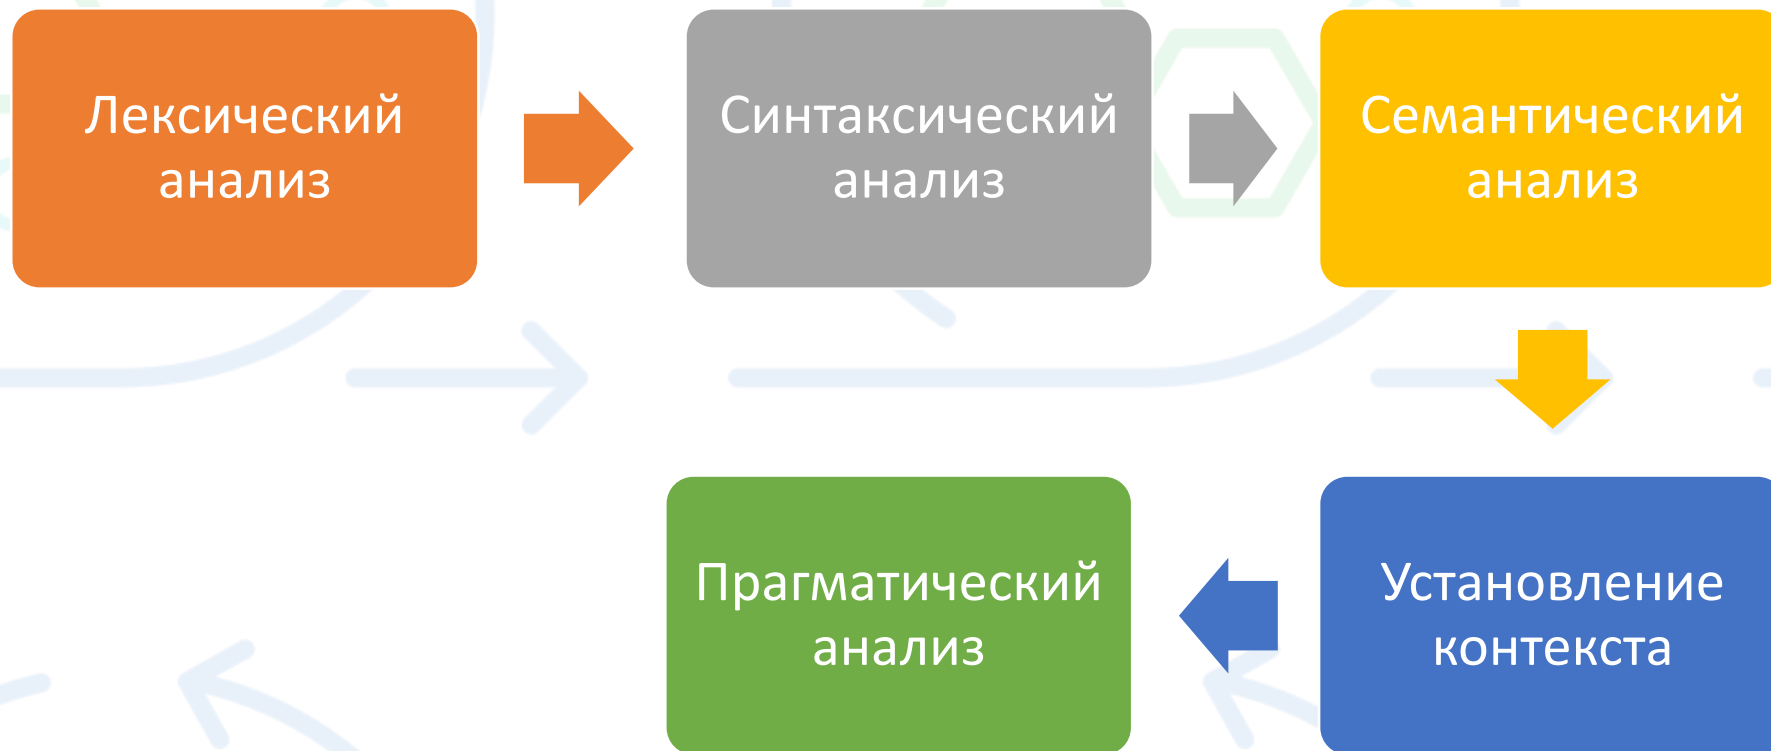 Лексический
анализ
Синтаксический
анализ
Семантический
анализ
Установление
контекста
Прагматический
анализ